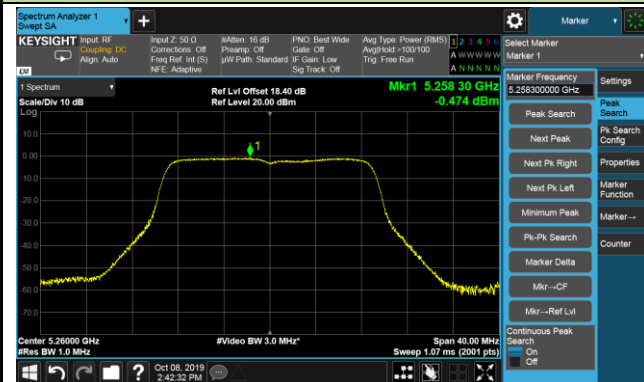 Spectrum Analyzer 1
Swept SA
Marker
KEYSIGHT
Input: RF
Coupling: DC
Align: Auto
Input Z: 50 Ω
Corrections: Off
Freq Ref: Int (S)
NFE: Adaptive
#Atten: 16 dB
Preamp: Off
µW Path: Standard
PNO: Best Wide
Gate: Off
IF Gain: Low
Sig Track: Off
Avg Type: Power (RMS)
Avg|Hold:>100/100
Trig: Free Run
1 2 3 4 5 6
A W W W W W
A N N N N N
LXI
Select Marker
Marker 1
1 Spectrum
Scale/Div 10 dB
Ref Lvl Offset 18.40 dB
Ref Level 20.00 dBm
Mkr1 5.258 30 GHz
-0.474 dBm
Log
10.0
0.00
-10.0
-20.0
-30.0
-40.0
-50.0
-60.0
-70.0
1
Center 5.26000 GHz
#Res BW 1.0 MHz
#Video BW 3.0 MHz*
Span 40.00 MHz
Sweep 1.07 ms (2001 pts)
Marker Frequency
5.258300000 GHz
Peak Search
Next Peak
Next Pk Right
Next Pk Left
Minimum Peak
Pk-Pk Search
Marker Delta
Mkr→CF
Mkr→Ref Lvl
Continuous Peak
Search
On
Off
Settings
Peak
Search
Pk Search
Config
Properties
Marker
Function
Marker→
Counter
Oct 08, 2019
2:42:32 PM